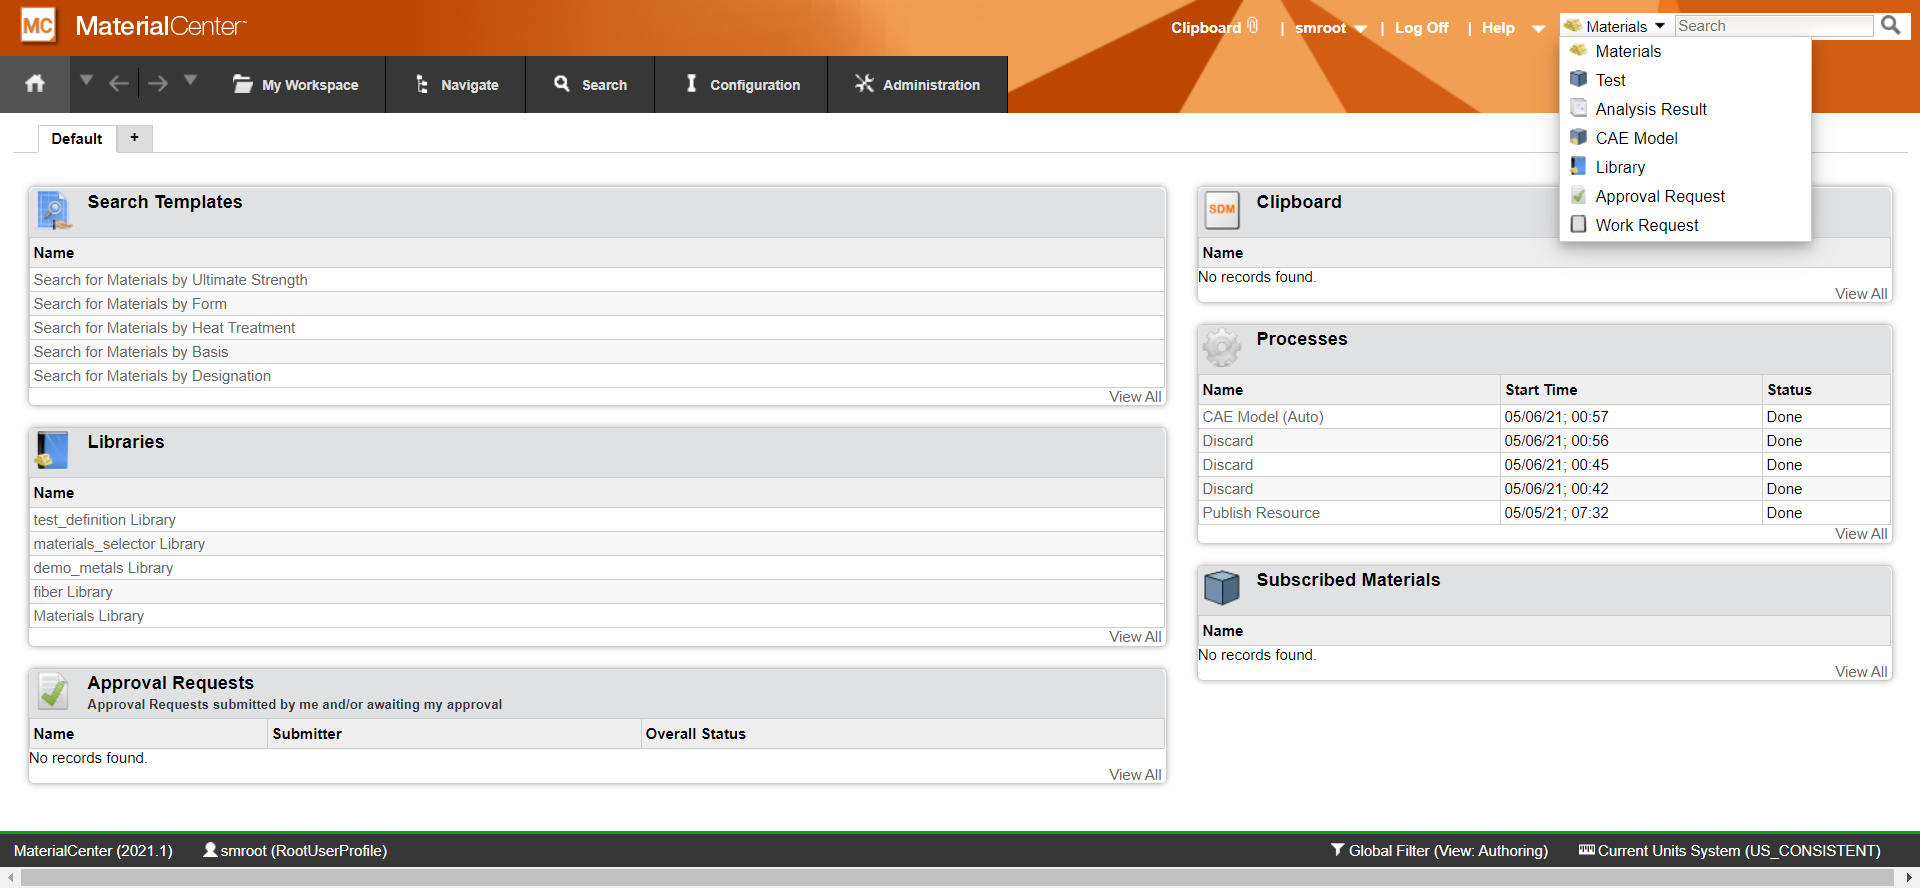 MC MaterialCenter™
Clipboard | smroot | Log Off | Help
Materials Search
Materials
Test
Analysis Result
CAE Model
Library
Approval Request
Work Request
My Workspace Navigate Search Configuration Administration
Default +
Search Templates
Name
Search for Materials by Ultimate Strength
Search for Materials by Form
Search for Materials by Heat Treatment
Search for Materials by Basis
Search for Materials by Designation
View All
Libraries
Name
test_definition Library
materials_selector Library
demo_metals Library
fiber Library
Materials Library
View All
Approval Requests
Approval Requests submitted by me and/or awaiting my approval
Name Submitter Overall Status
No records found.
View All
SDM Clipboard
Name
No records found.
View All
Processes
Name Start Time Status
CAE Model (Auto) 05/06/21; 00:57 Done
Discard 05/06/21; 00:56 Done
Discard 05/06/21; 00:45 Done
Discard 05/06/21; 00:42 Done
Publish Resource 05/05/21; 07:32 Done
View All
Subscribed Materials
Name
No records found.
View All
MaterialCenter (2021.1) smroot (RootUserProfile) Global Filter (View: Authoring) Current Units System (US_CONSISTENT)